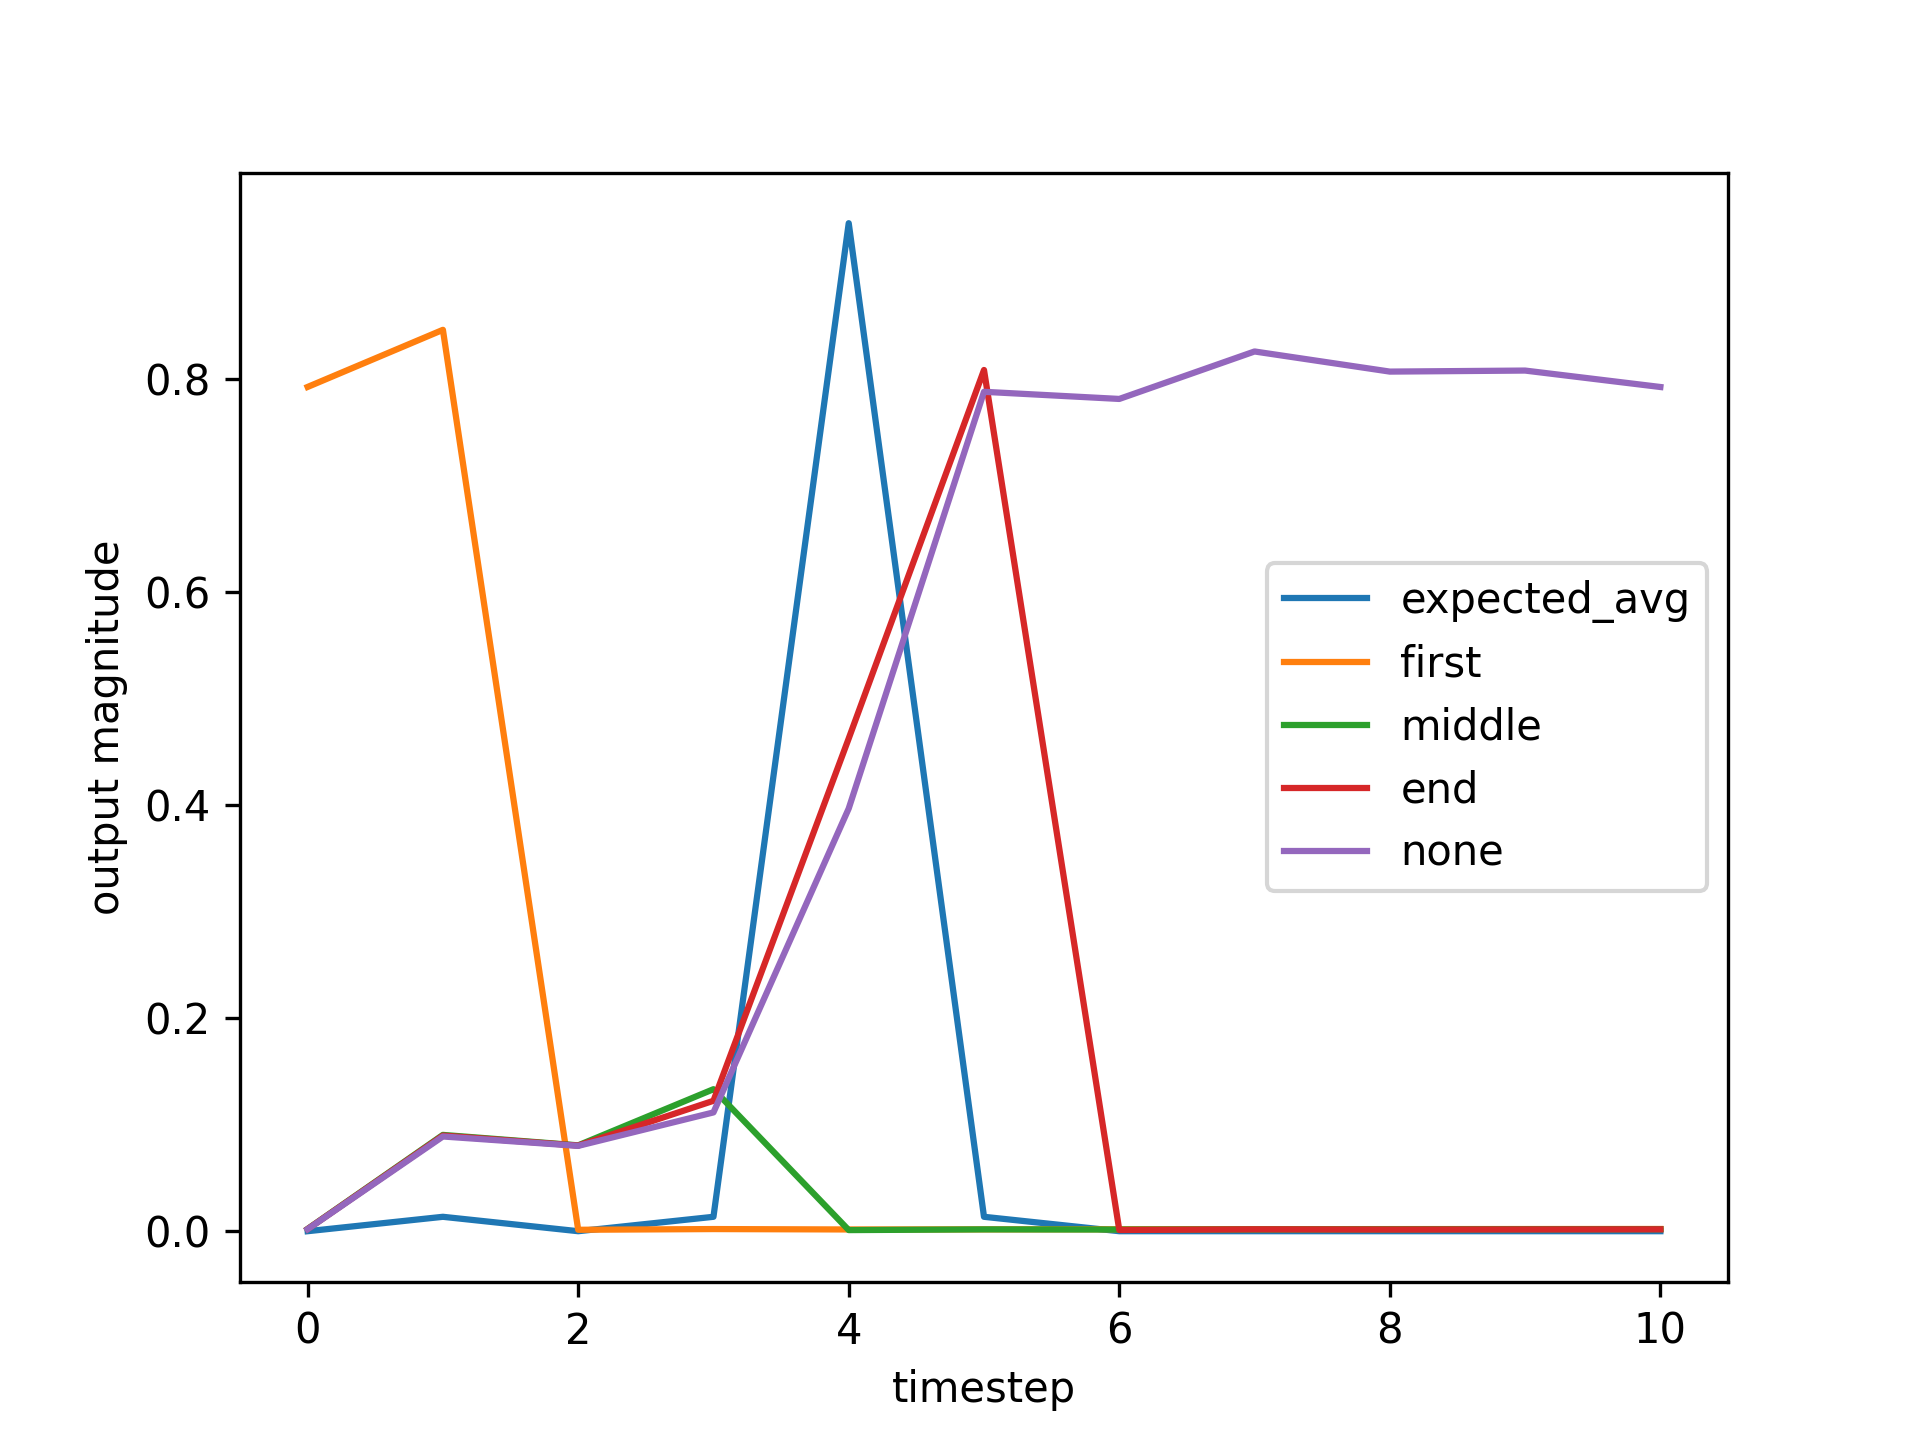 0.8
0.6
0.4
0.2
0.0
output magnitude
expected_avg
first
middle
end
none
0 2 4 6 8 10
timestep